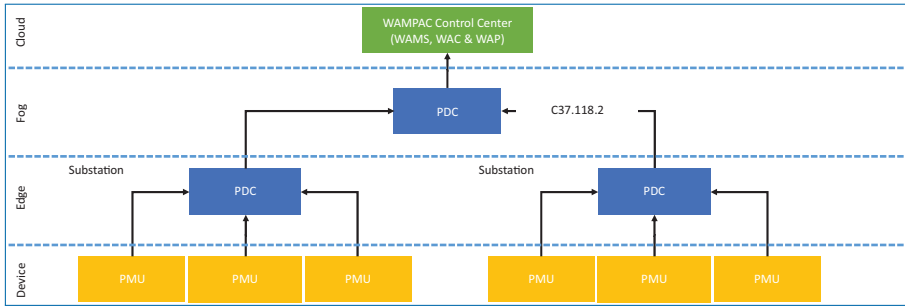 Cloud
WAMPAC Control Center
(WAMS, WAC & WAP)
Fog
PDC
C37.118.2
Edge
Substation
PDC
Substation
PDC
Device
PMU
PMU
PMU
PMU
PMU
PMU